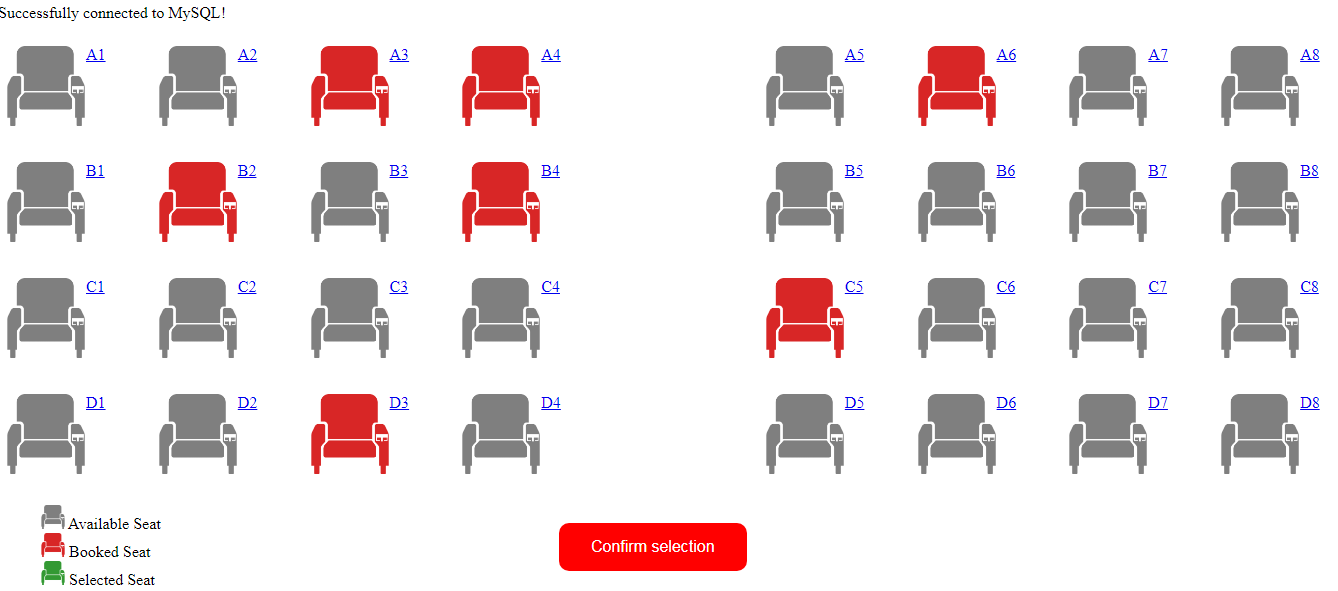 Successfully connected to MySQL!
A1 A2 A3 A4 A5 A6 A7 A8
B1 B2 B3 B4 B5 B6 B7 B8
C1 C2 C3 C4 C5 C6 C7 C8
D1 D2 D3 D4 D5 D6 D7 D8
Available Seat
Booked Seat
Selected Seat
Confirm selection